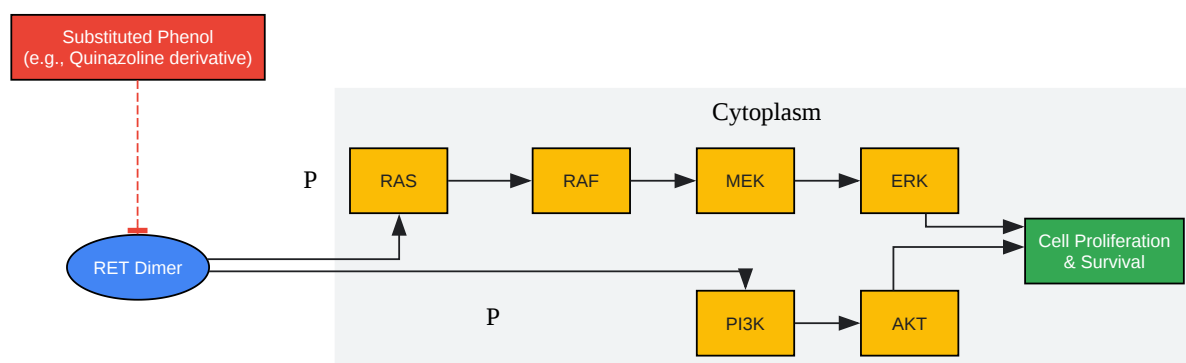 Substituted Phenol
(e.g., Quinazoline derivative)
Cytoplasm
P
RAS
RAF
MEK
ERK
Cell Proliferation
& Survival
RET Dimer
P
PI3K
AKT